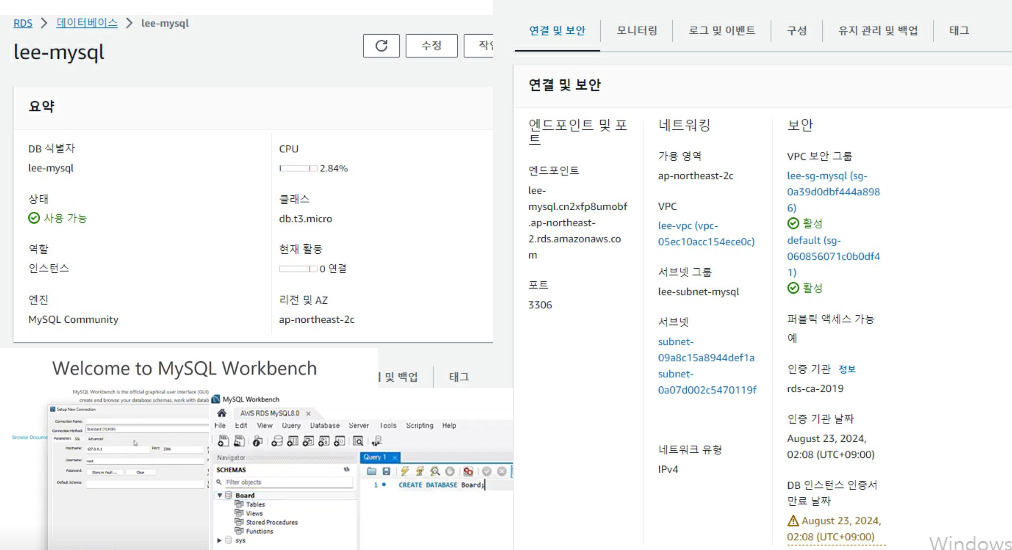 RDS > 데이터베이스 > lee-mysql
lee-mysql
수정
요약
DB 식별자
lee-mysql
상태
사용 가능
역할
인스턴스
엔진
MySQL Community
CPU
2.84%
클래스
db.t3.micro
현재 활동
0 연결
리전 및 AZ
ap-northeast-2c
연결 및 보안
모니터링
로그 및 이벤트
구성
유지 관리 및 백업
태그
연결 및 보안
엔드포인트 및 포
트
엔드포인트
lee-
mysql.cn2xfp8umobf
.ap-northeast-
2.rds.amazonaws.co
m
포트
3306
네트워킹
가용 영역
ap-northeast-2c
VPC
lee-vpc (vpc-
05ec10acc154ece0c)
서브넷 그룹
lee-subnet-mysql
서브넷
subnet-
09a8c15a8944def1a
subnet-
0a07d002c5470119f
네트워크 유형
IPv4
보안
VPC 보안 그룹
lee-sg-mysql (sg-
0a39d0dbf444a898
6)
활성
default (sg-
060856071c0b0df4
1)
활성
퍼블릭 액세스 가능
예
인증 기관 정보
rds-ca-2019
인증 기관 날짜
August 23, 2024,
02:08 (UTC+09:00)
DB 인스턴스 인증서
만료 날짜
August 23, 2024,
02:08 (UTC+09:00)
Windows
및 백업
태그
Welcome to MySQL Workbench
MySQL Workbench is the official graphical user interface (GUI)
create and browse your database schemas, work with datab
Browse Docume
Setup New Connection
Connection Name:
Connection Method:
Standard (TCP/IP)
Parameters
SSL
Advanced
Hostname:
127.0.0.1
Port:
3306
Username:
root
Password:
Store in Vault ...
Clear
Default Schema:
MySQL Workbench
AWS RDS MySQL8.0 x
File Edit View Query Database Server Tools Scripting Help
Navigator
SCHEMAS
Filter objects
Board
Tables
Views
Stored Procedures
Functions
sys
Query 1 x
1 CREATE DATABASE Board;